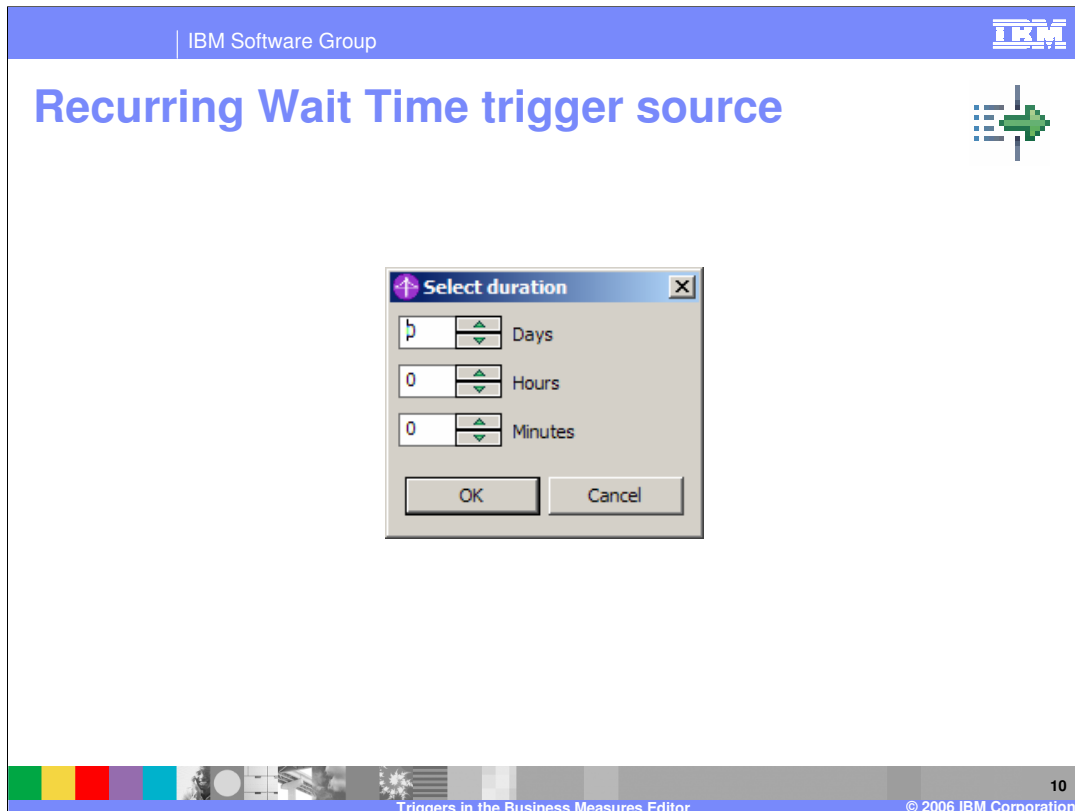 IBM Software Group
IBM
Recurring Wait Time trigger source
Select duration
0 Days
0 Hours
0 Minutes
OK Cancel
10
Triggers in the Business Measures Editor © 2006 IBM Corporation